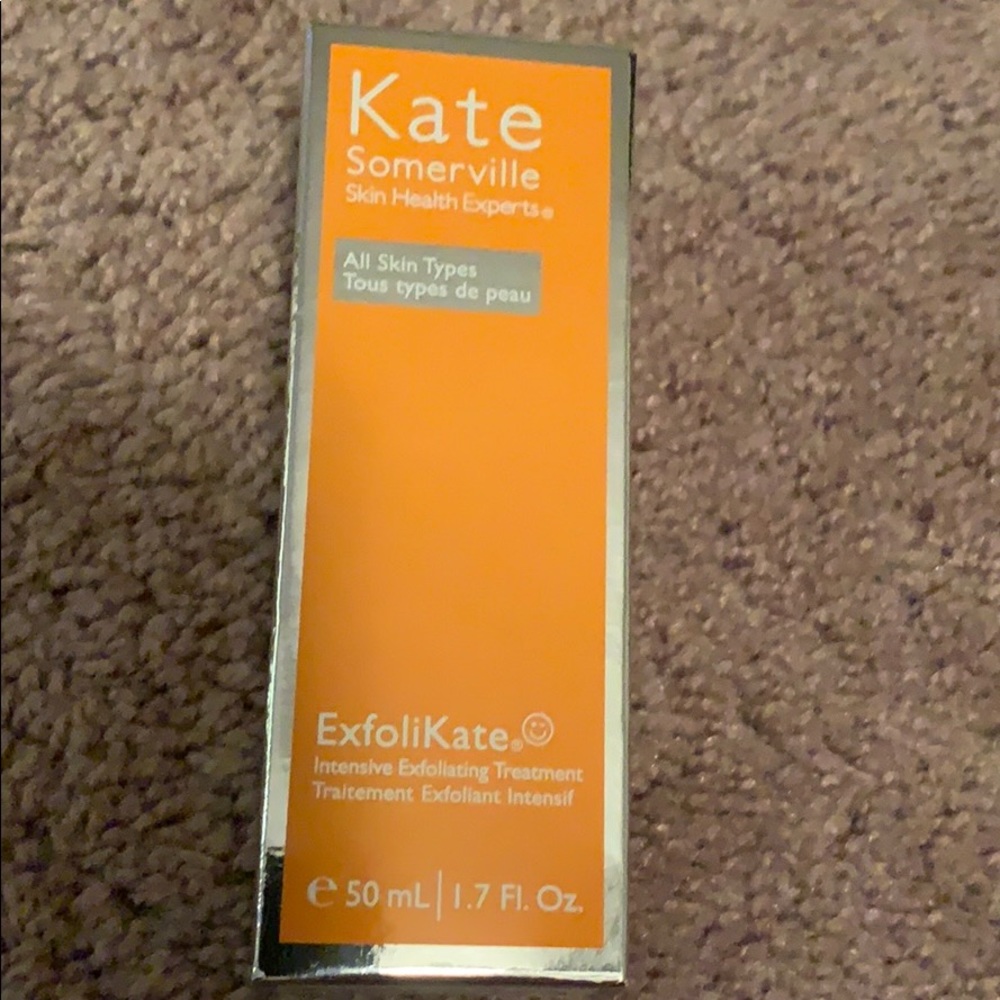 Kate
Somerville
Skin Health Experts®
All Skin Types
Tous types de peau
ExfoliKate®
Intensive Exfoliating Treatment
Traitement Exfoliant Intensif
℮ 50 mL | 1.7 Fl. Oz.